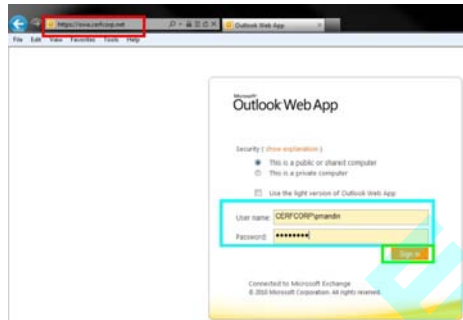 https://owa.cerfcorp.net
Outlook Web App
File Edit View Favorites Tools Help
Microsoft
Outlook Web App
Security ( show explanation )
This is a public or shared computer
This is a private computer
Use the light version of Outlook Web App
User name:
Password:
Sign in
Connected to Microsoft Exchange
© 2010 Microsoft Corporation. All rights reserved.